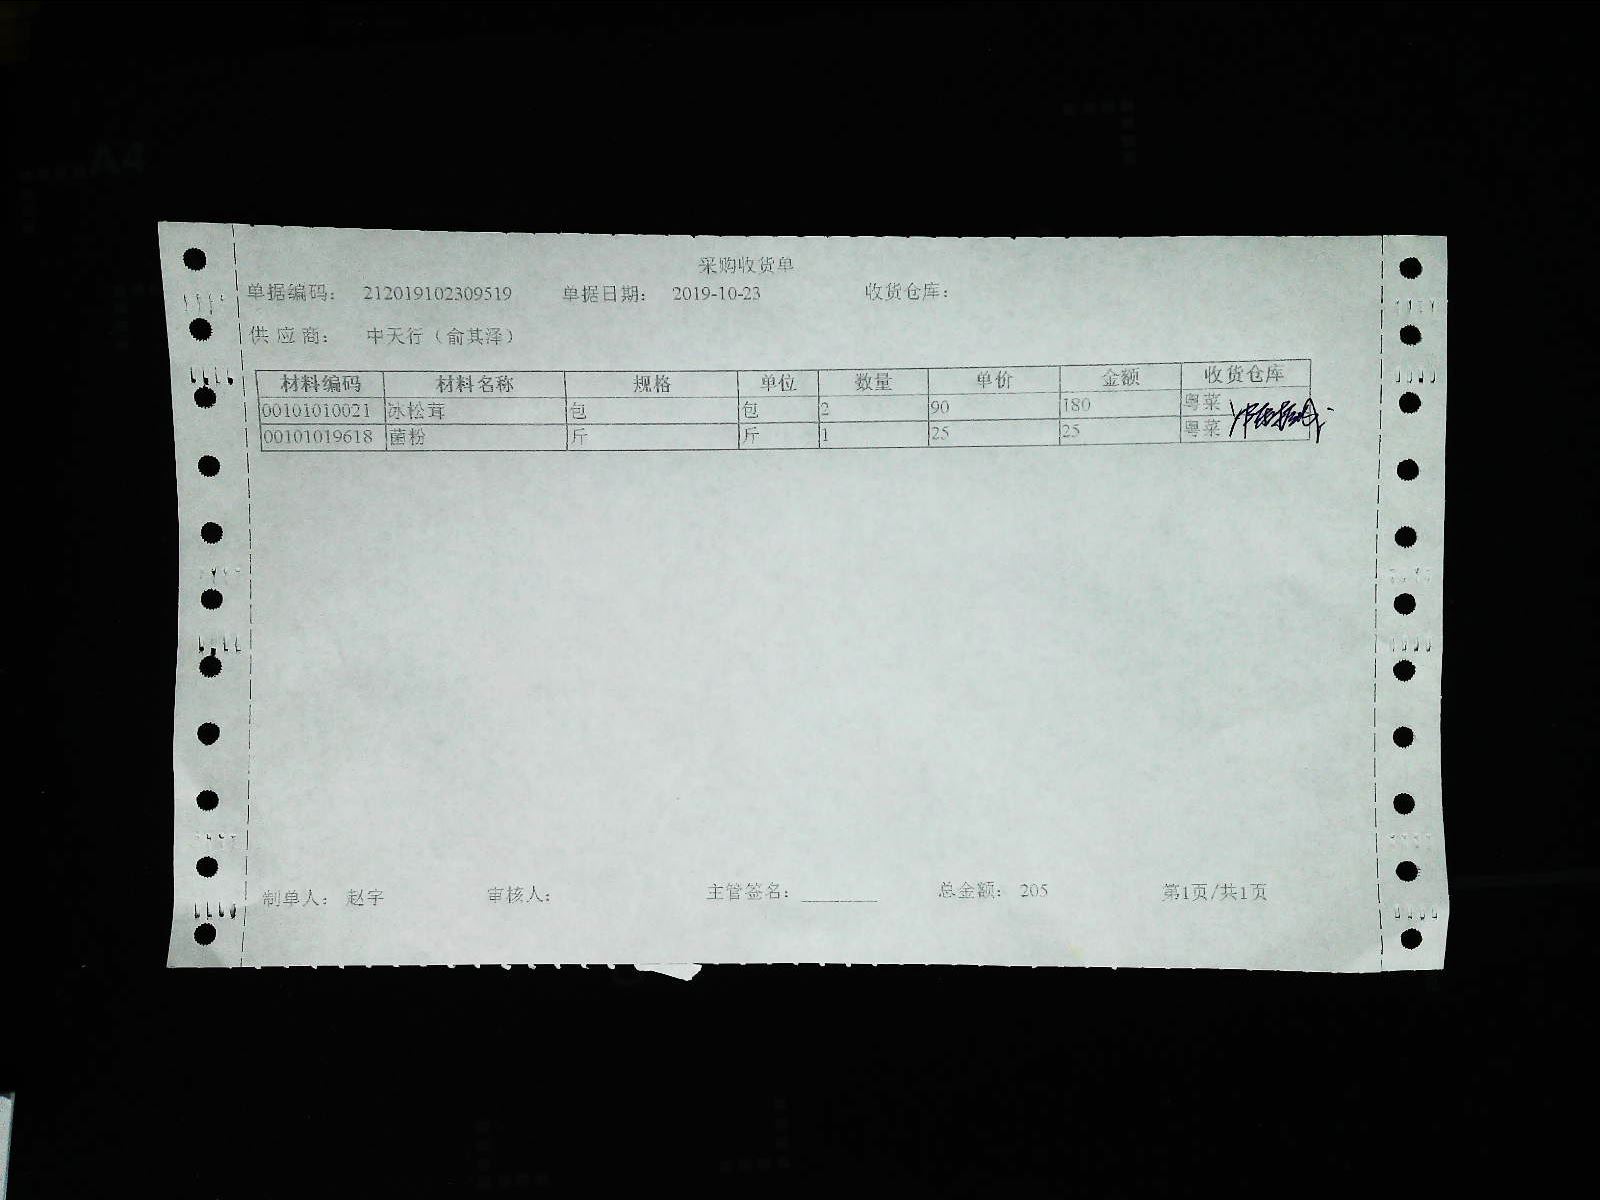 采购收货单
单据编码： 212019102309519 单据日期： 2019-10-23 收货仓库：
供 应 商： 中天行（俞其泽）
材料编码 材料名称 规格 单位 数量 单价 金额 收货仓库
00101010021 冰松茸 包 包 2 90 180 粤菜
00101019618 菌粉 斤 斤 1 25 25 粤菜
制单人： 赵宇 审核人： 主管签名： 总金额： 205 第1页/共1页
A4